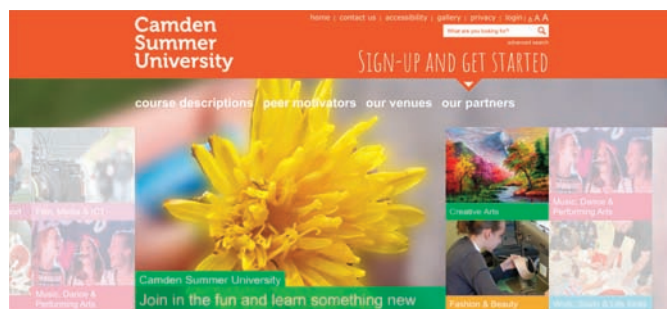 Camden
Summer
University
home | contact us | accessibility | gallery | privacy | login | A A A
What are you looking for?
advanced search
SIGN-UP AND GET STARTED
course descriptions peer motivators our venues our partners
Film, Media & ICT
Music, Dance &
Performing Arts
Camden Summer University
Join in the fun and learn something new
Creative Arts
Fashion & Beauty
Music, Dance &
Performing Arts